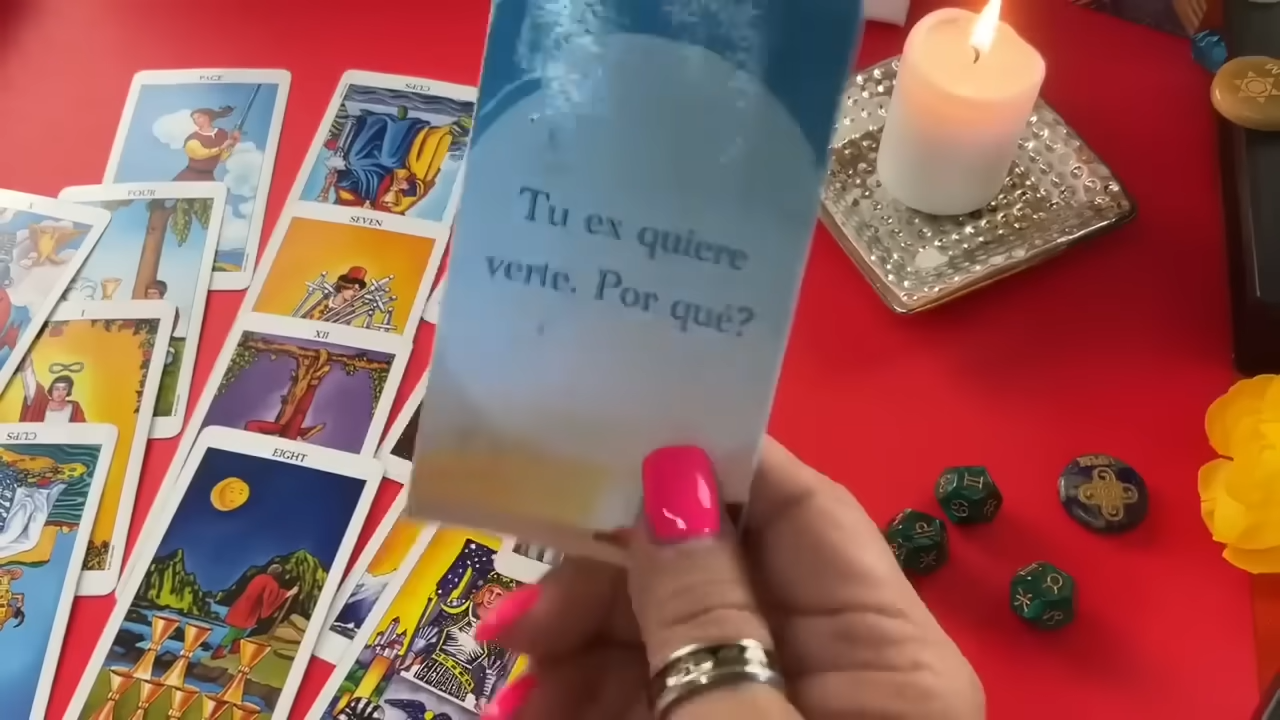 PAGE
CUPS
FOUR
SEVEN
X
I
XII
CUPS
EIGHT
Tu ex quiere
verte. Por qué?